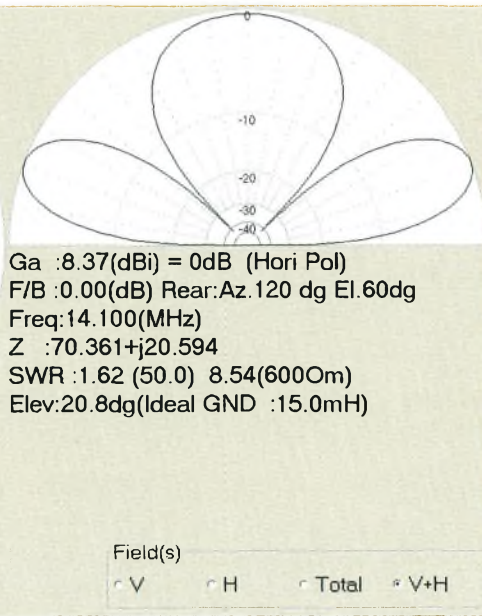 0
-10
-20
-30
-40
Ga :8.37(dBi) = 0dB (Hori Pol)
F/B :0.00(dB) Rear:Az.120 dg El.60dg
Freq:14.100(MHz)
Z :70.361+j20.594
SWR :1.62 (50.0) 8.54(600Om)
Elev:20.8dg(Ideal GND :15.0mH)
Field(s)
V H Total V+H